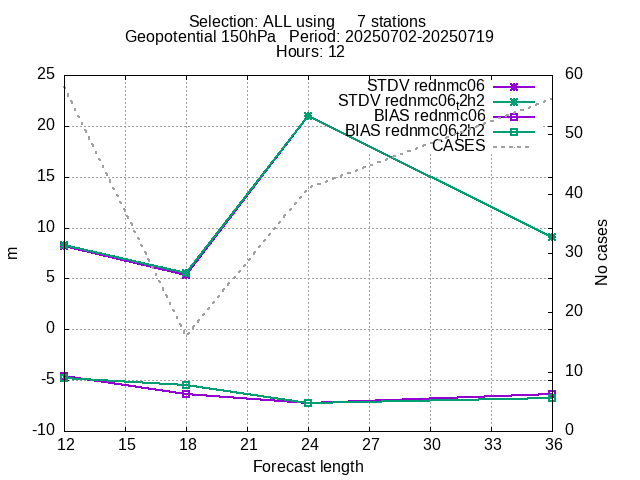 Selection: ALL using     7 stations
Geopotential 150hPa   Period: 20250702-20250719
Hours: 12
25
20
15
10
5
0
-5
-10
m
60
50
40
30
20
10
0
No cases
STDV rednmc06
STDV rednmc06_t2h2
BIAS rednmc06
BIAS rednmc06_t2h2
CASES
12 15 18 21 24 27 30 33 36
Forecast length